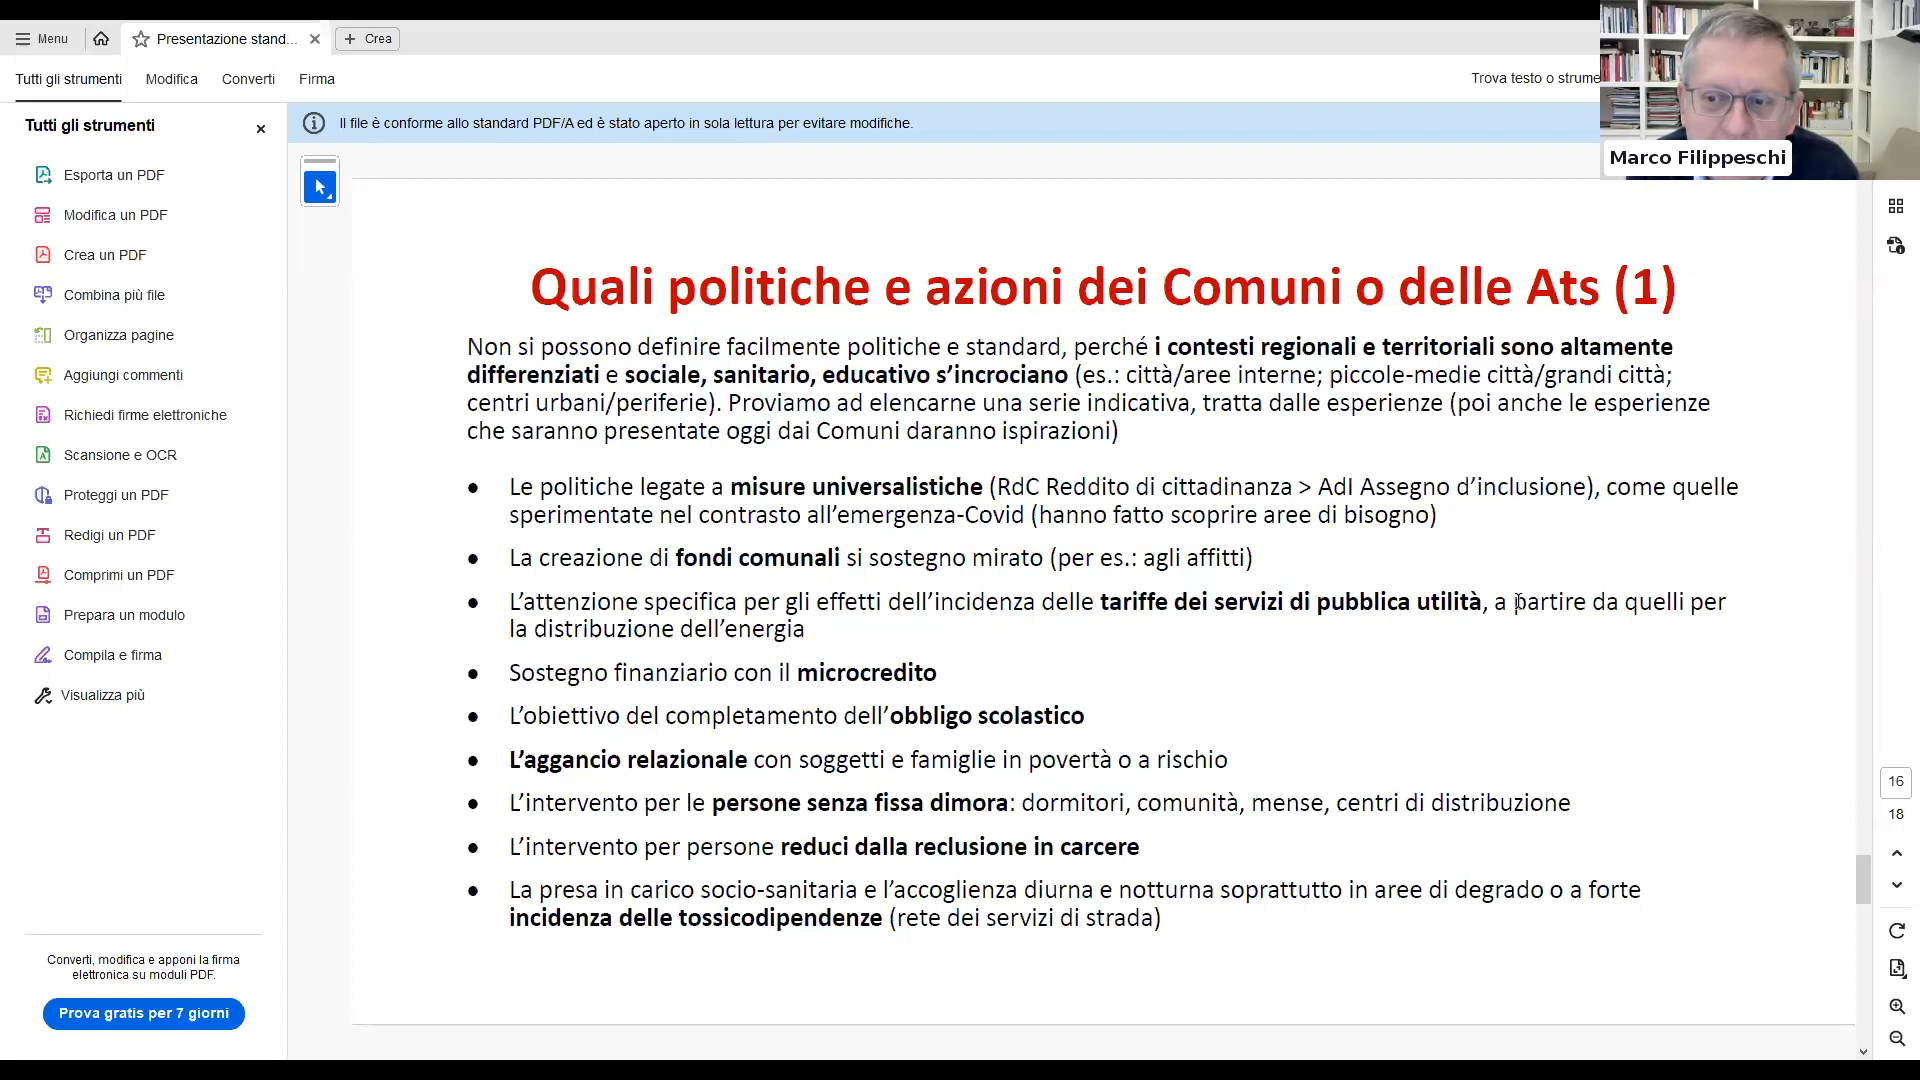 Menu
Presentazione stand...
Crea
Tutti gli strumenti
Modifica
Converti
Firma
Trova testo o strume
Tutti gli strumenti
Il file è conforme allo standard PDF/A ed è stato aperto in sola lettura per evitare modifiche.
Marco Filippeschi
Esporta un PDF
Modifica un PDF
Crea un PDF
Combina più file
Organizza pagine
Aggiungi commenti
Richiedi firme elettroniche
Scansione e OCR
Proteggi un PDF
Redigi un PDF
Comprimi un PDF
Prepara un modulo
Compila e firma
Visualizza più
Converti, modifica e apponi la firma
elettronica su moduli PDF.
Prova gratis per 7 giorni
Quali politiche e azioni dei Comuni o delle Ats (1)
Non si possono definire facilmente politiche e standard, perché i contesti regionali e territoriali sono altamente
differenziati e sociale, sanitario, educativo s’incrociano (es.: città/aree interne; piccole-medie città/grandi città;
centri urbani/periferie). Proviamo ad elencarne una serie indicativa, tratta dalle esperienze (poi anche le esperienze
che saranno presentate oggi dai Comuni daranno ispirazioni)
• Le politiche legate a misure universalistiche (RdC Reddito di cittadinanza > AdI Assegno d’inclusione), come quelle
sperimentate nel contrasto all’emergenza-Covid (hanno fatto scoprire aree di bisogno)
• La creazione di fondi comunali si sostegno mirato (per es.: agli affitti)
• L’attenzione specifica per gli effetti dell’incidenza delle tariffe dei servizi di pubblica utilità, a partire da quelli per
la distribuzione dell’energia
• Sostegno finanziario con il microcredito
• L’obiettivo del completamento dell’obbligo scolastico
• L’aggancio relazionale con soggetti e famiglie in povertà o a rischio
• L’intervento per le persone senza fissa dimora: dormitori, comunità, mense, centri di distribuzione
• L’intervento per persone reduci dalla reclusione in carcere
• La presa in carico socio-sanitaria e l’accoglienza diurna e notturna soprattutto in aree di degrado o a forte
incidenza delle tossicodipendenze (rete dei servizi di strada)
16
18